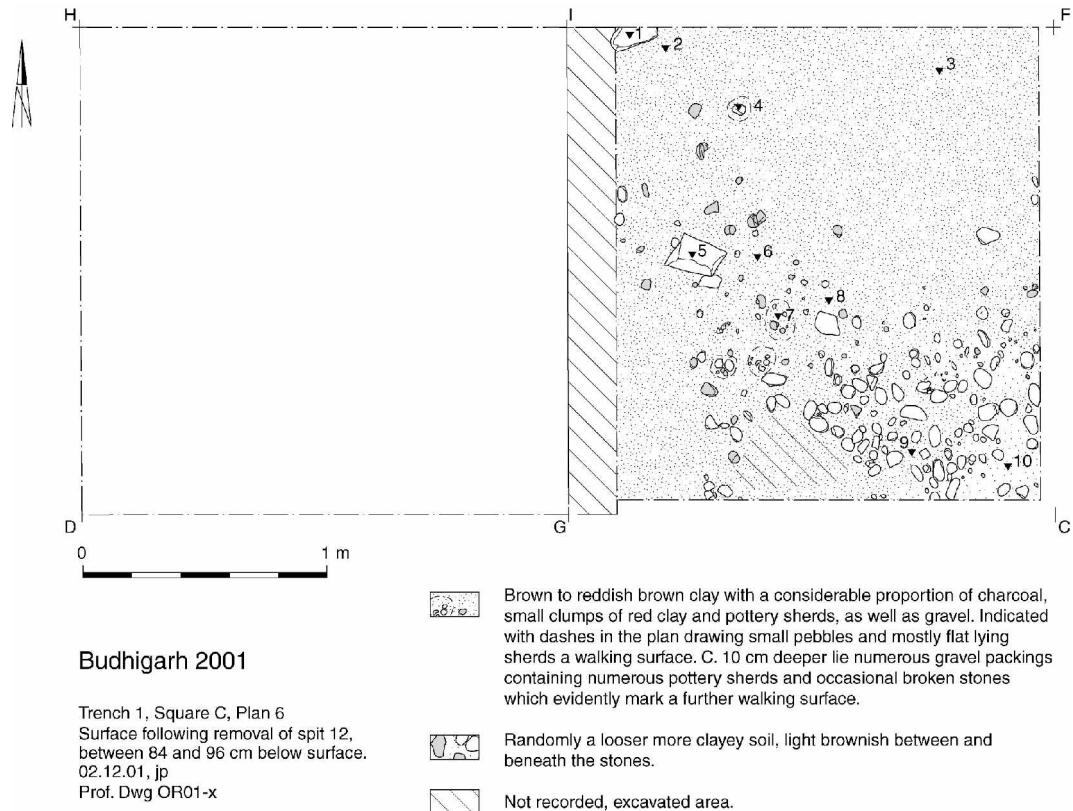 H I F
1
2
3
4
5
6
7
8
9
10
D G C
0 1 m
Brown to reddish brown clay with a considerable proportion of charcoal,
small clumps of red clay and pottery sherds, as well as gravel. Indicated
with dashes in the plan drawing small pebbles and mostly flat lying
sherds a walking surface. C. 10 cm deeper lie numerous gravel packings
containing numerous pottery sherds and occasional broken stones
which evidently mark a further walking surface.
Budhigarh 2001
Trench 1, Square C, Plan 6
Surface following removal of spit 12,
between 84 and 96 cm below surface.
02.12.01, jp
Prof. Dwg OR01-x
Randomly a looser more clayey soil, light brownish between and
beneath the stones.
Not recorded, excavated area.